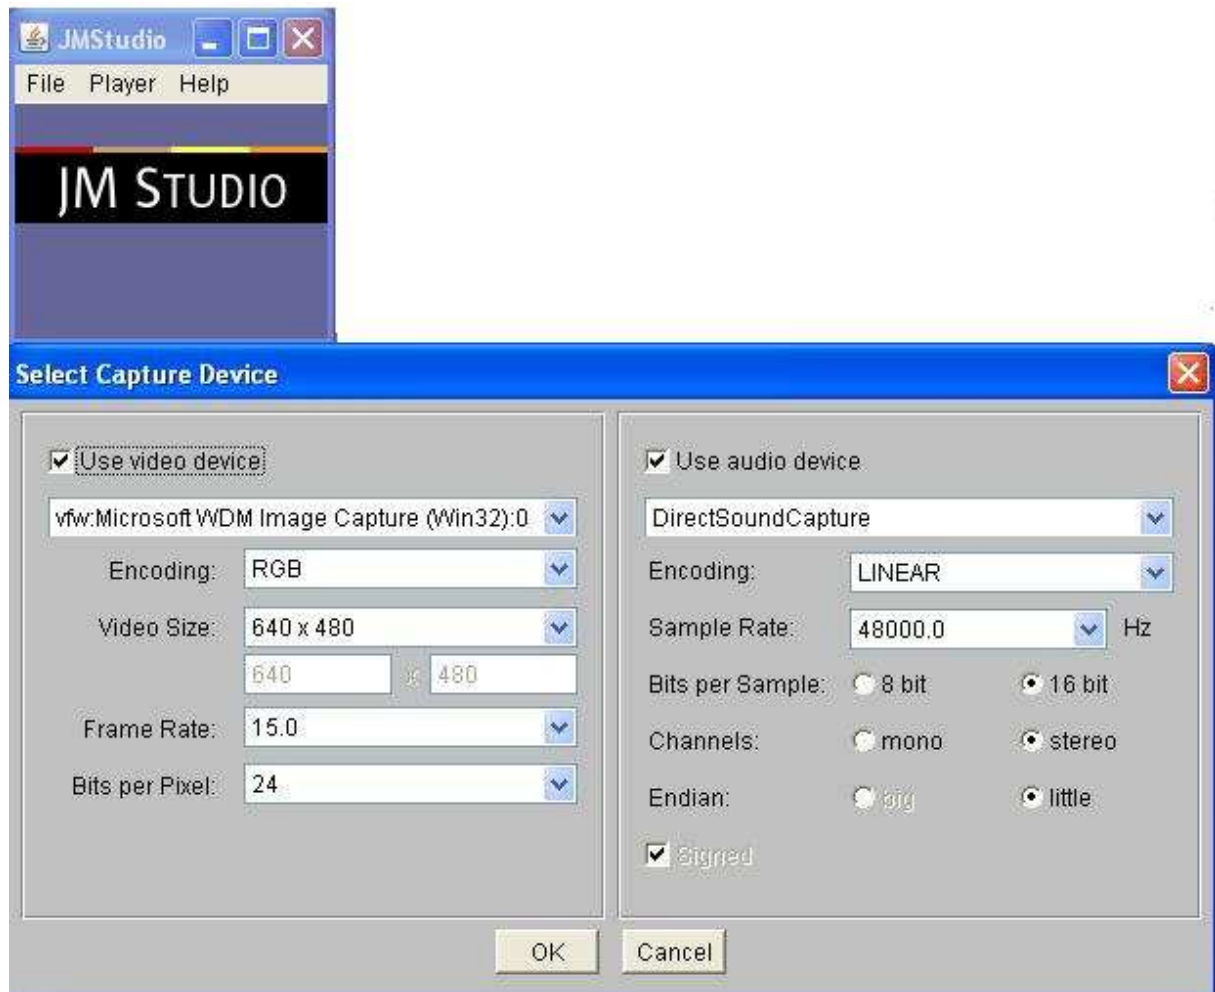 JMStudio
File Player Help
JM STUDIO
Select Capture Device
Use video device
vfw:Microsoft WDM Image Capture (Win32):0
Encoding: RGB
Video Size: 640 x 480
640 x 480
Frame Rate: 15.0
Bits per Pixel: 24
Use audio device
DirectSoundCapture
Encoding: LINEAR
Sample Rate: 48000.0 Hz
Bits per Sample: 8 bit 16 bit
Channels: mono stereo
Endian: big little
Signed
OK Cancel